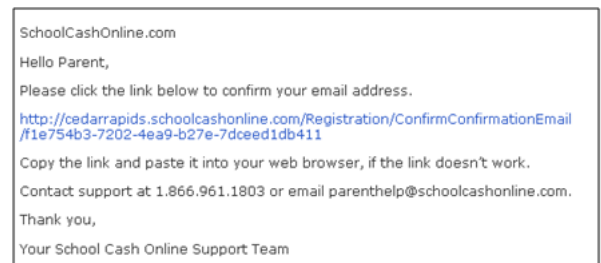 SchoolCashOnline.com
Hello Parent,
Please click the link below to confirm your email address.
http://cedarrapids.schoolcashonline.com/Registration/ConfirmConfirmationEmail
/f1e754b3-7202-4ea9-b27e-7dceed1db411
Copy the link and paste it into your web browser, if the link doesn't work.
Contact support at 1.866.961.1803 or email parenthelp@schoolcashonline.com.
Thank you,
Your School Cash Online Support Team